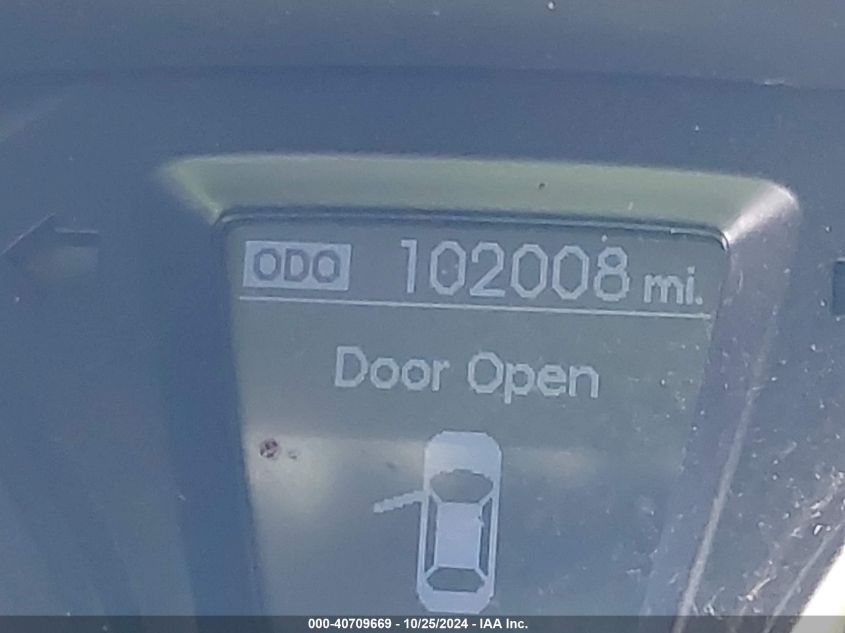 ODO 102008 mi.
Door Open
000-40709669 - 10/25/2024 - IAA Inc.